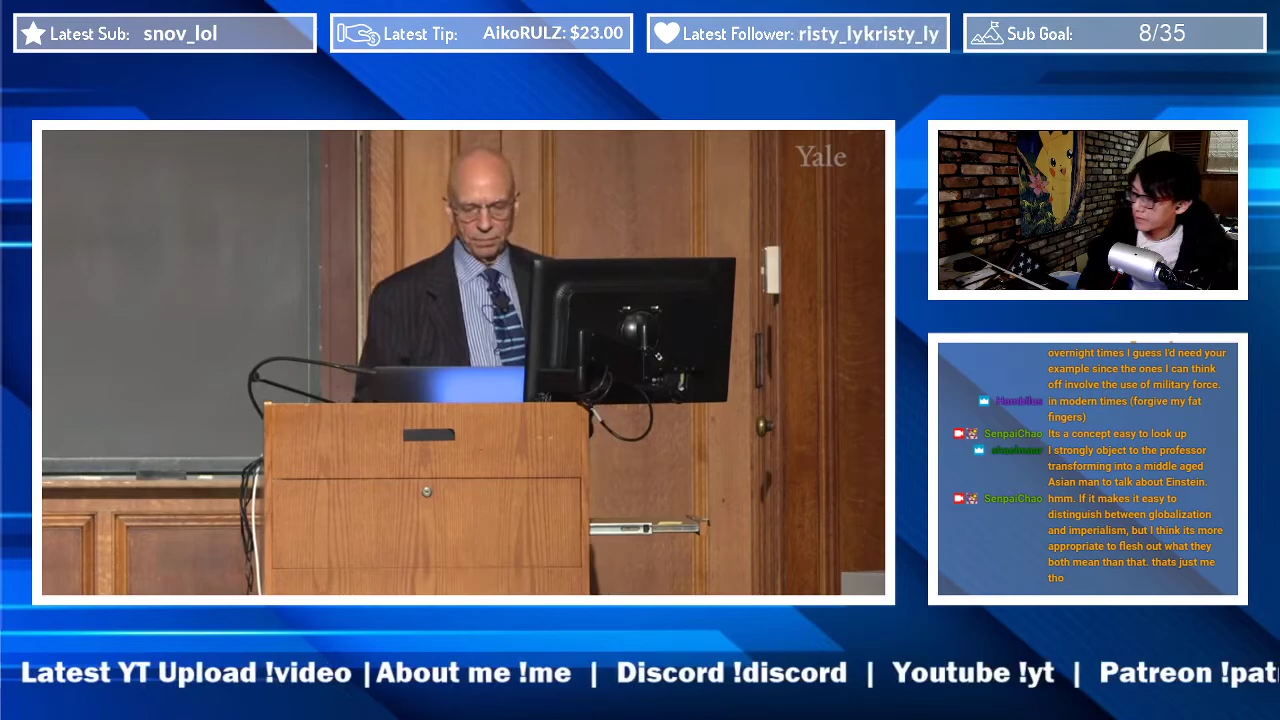 Latest Sub: snov_lol
Latest Tip: AikoRULZ: $23.00
Latest Follower: risty_lykristy_ly
Sub Goal: 8/35
Yale
overnight times I guess I'd need your
example since the ones I can think
off involve the use of military force.
in modern times (forgive my fat
fingers)
SenpaiChao Its a concept easy to look up
I strongly object to the professor
transforming into a middle aged
Asian man to talk about Einstein.
SenpaiChao hmm. If it makes it easy to
distinguish between globalization
and imperialism, but I think its more
appropriate to flesh out what they
both mean than that. thats just me
tho
Latest YT Upload !video | About me !me | Discord !discord | Youtube !yt | Patreon !pat